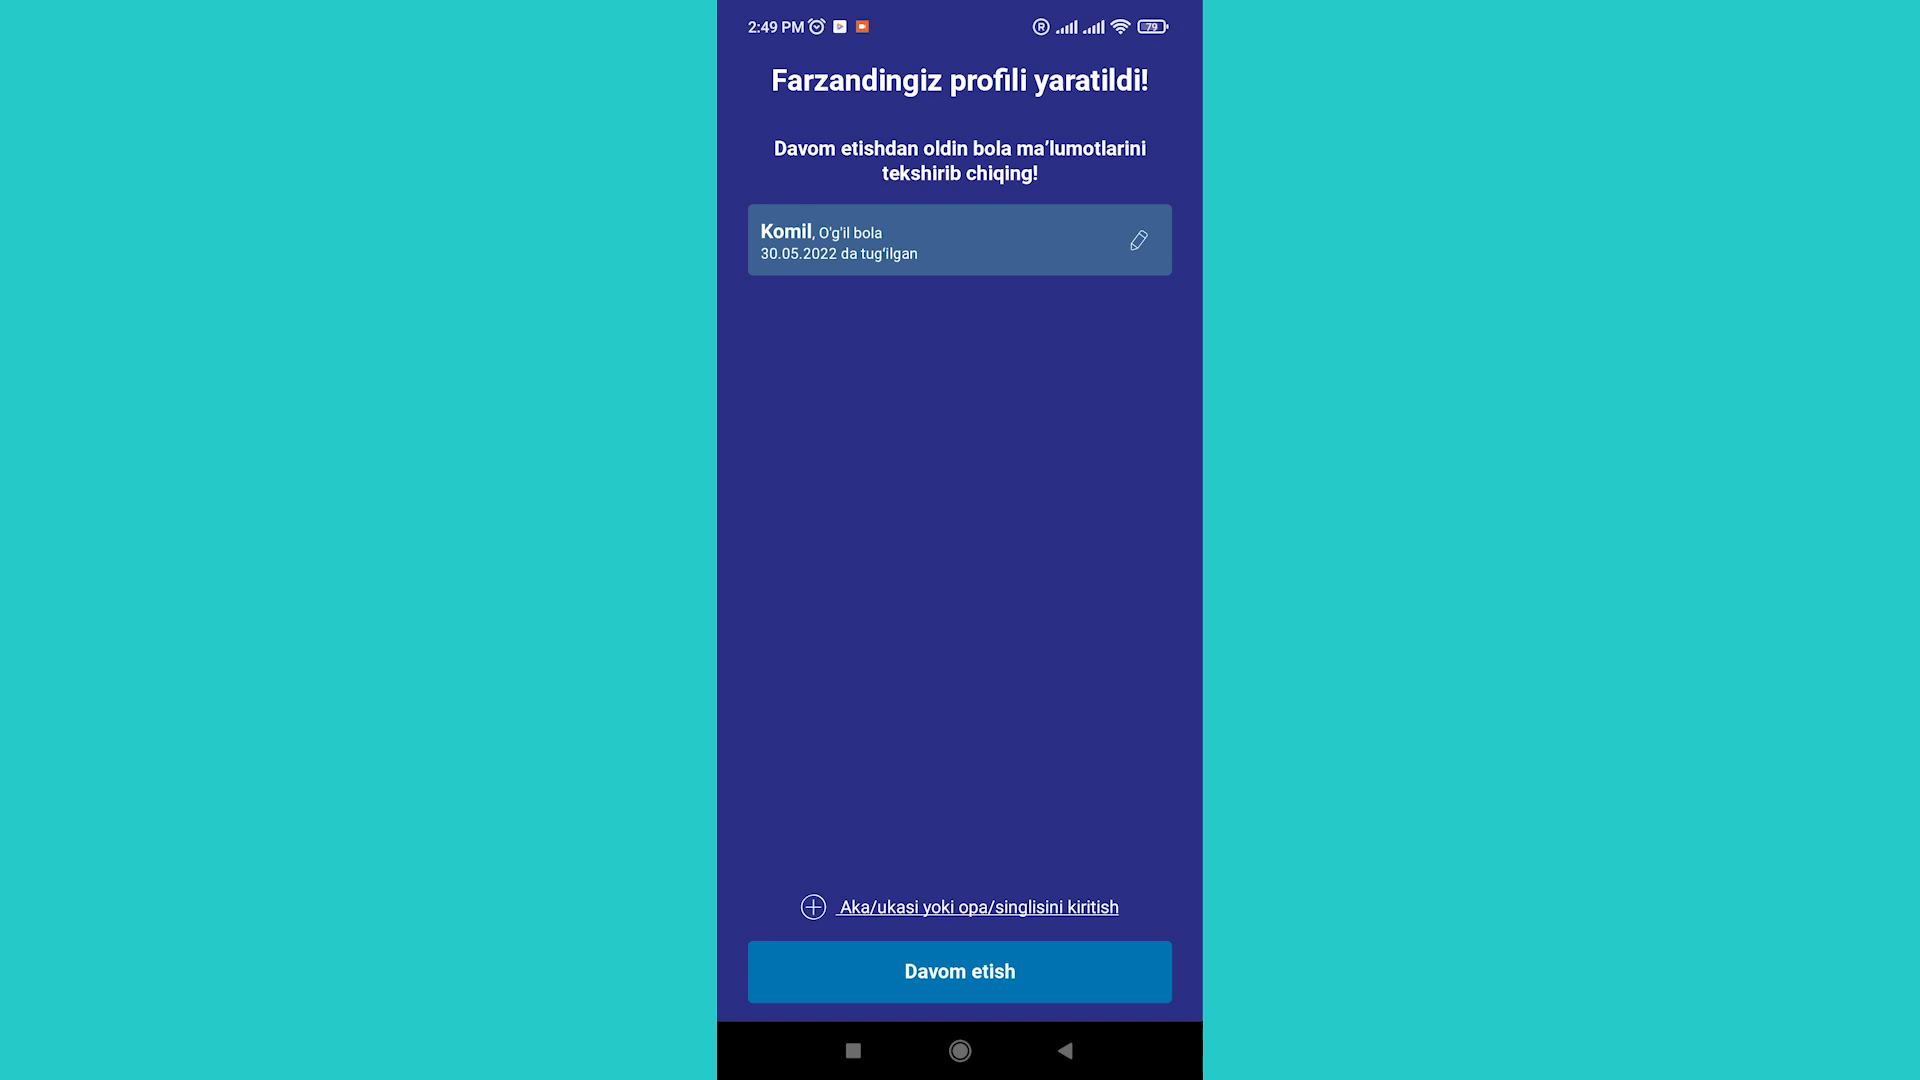 2:49 PM
79
Farzandingiz profili yaratildi!
Davom etishdan oldin bola ma’lumotlarini
tekshirib chiqing!
Komil, O'g'il bola
30.05.2022 da tug‘ilgan
Aka/ukasi yoki opa/singlisini kiritish
Davom etish